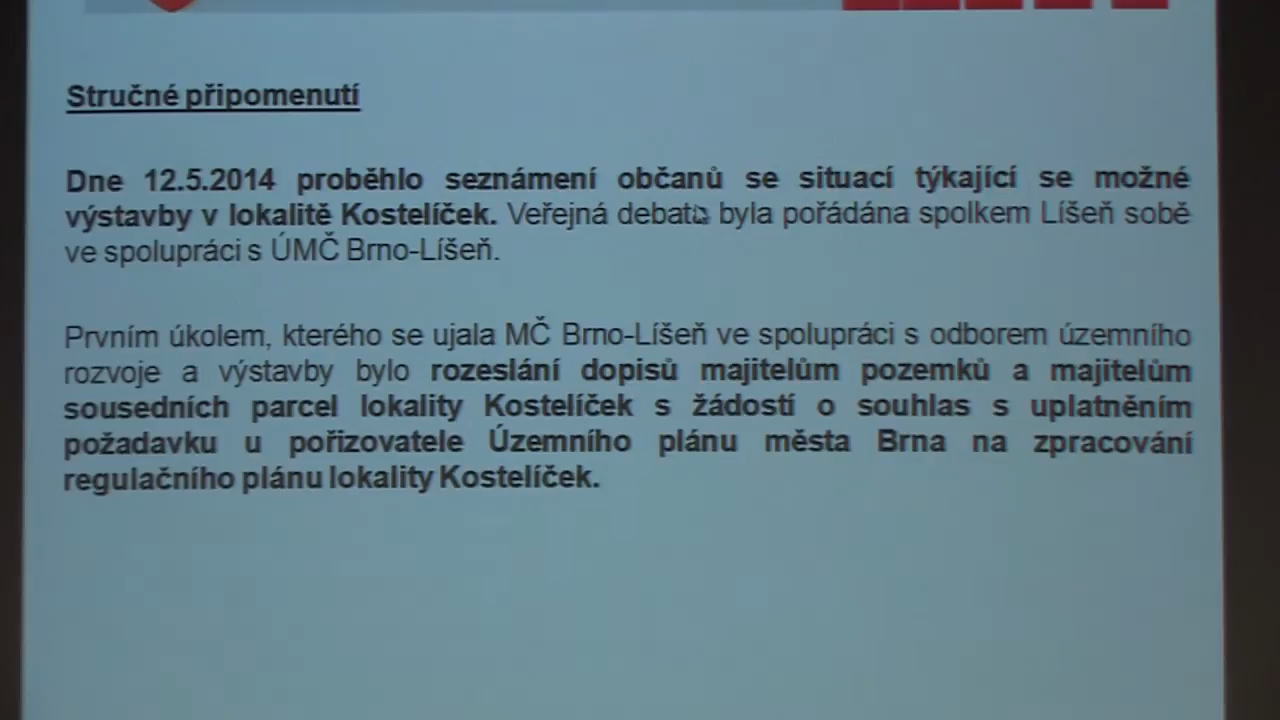 Stručné připomenutí
Dne 12.5.2014 proběhlo seznámení občanů se situací týkající se možné
výstavby v lokalitě Kostelíček. Veřejná debata byla pořádána spolkem Líšeň sobě
ve spolupráci s ÚMČ Brno-Líšeň.
Prvním úkolem, kterého se ujala MČ Brno-Líšeň ve spolupráci s odborem územního
rozvoje a výstavby bylo rozeslání dopisů majitelům pozemků a majitelům
sousedních parcel lokality Kostelíček s žádostí o souhlas s uplatněním
požadavku u pořizovatele Územního plánu města Brna na zpracování
regulačního plánu lokality Kostelíček.